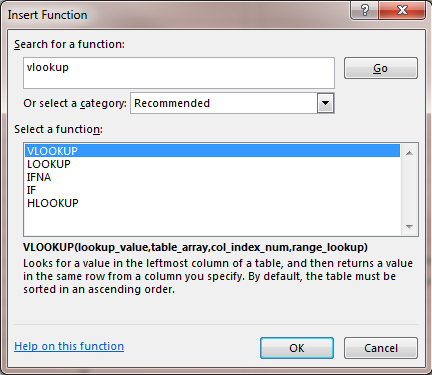 Insert Function
?
Search for a function:
vlookup
Go
Or select a category: Recommended
Select a function:
VLOOKUP
LOOKUP
IFNA
IF
HLOOKUP
VLOOKUP(lookup_value,table_array,col_index_num,range_lookup)
Looks for a value in the leftmost column of a table, and then returns a value
in the same row from a column you specify. By default, the table must be
sorted in an ascending order.
Help on this function
OK
Cancel